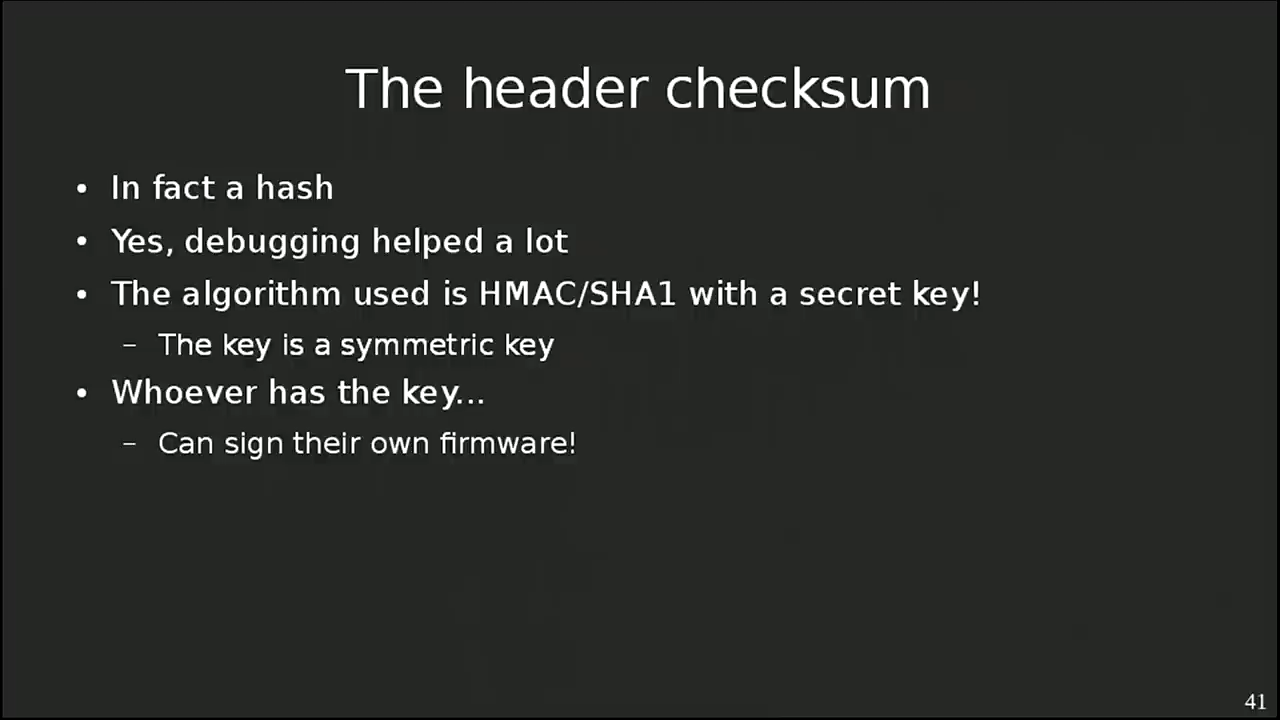 The header checksum
• In fact a hash
• Yes, debugging helped a lot
• The algorithm used is HMAC/SHA1 with a secret key!
– The key is a symmetric key
• Whoever has the key...
– Can sign their own firmware!
41